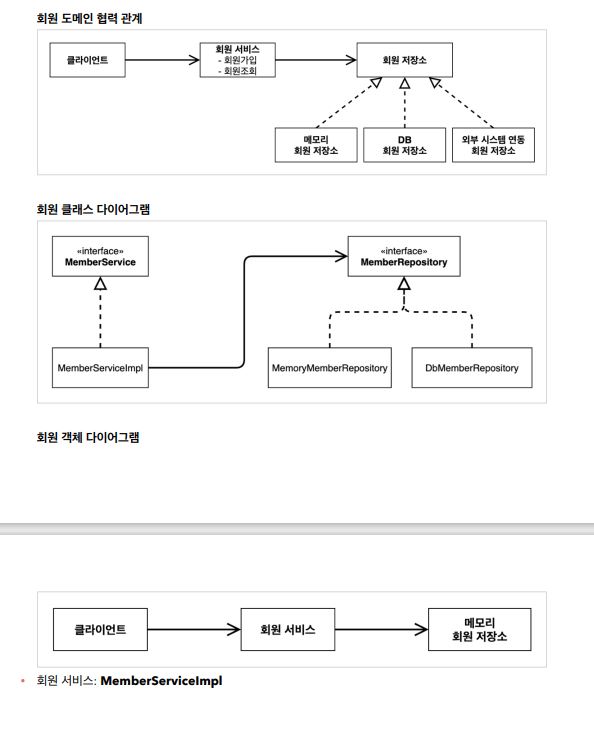 회원 도메인 협력 관계
클라이언트
회원 서비스
- 회원가입
- 회원조회
회원 저장소
메모리
회원 저장소
DB
회원 저장소
외부 시스템 연동
회원 저장소
회원 클래스 다이어그램
«interface»
MemberService
«interface»
MemberRepository
MemberServiceImpl
MemoryMemberRepository
DbMemberRepository
회원 객체 다이어그램
클라이언트
회원 서비스
메모리
회원 저장소
• 회원 서비스: MemberServiceImpl